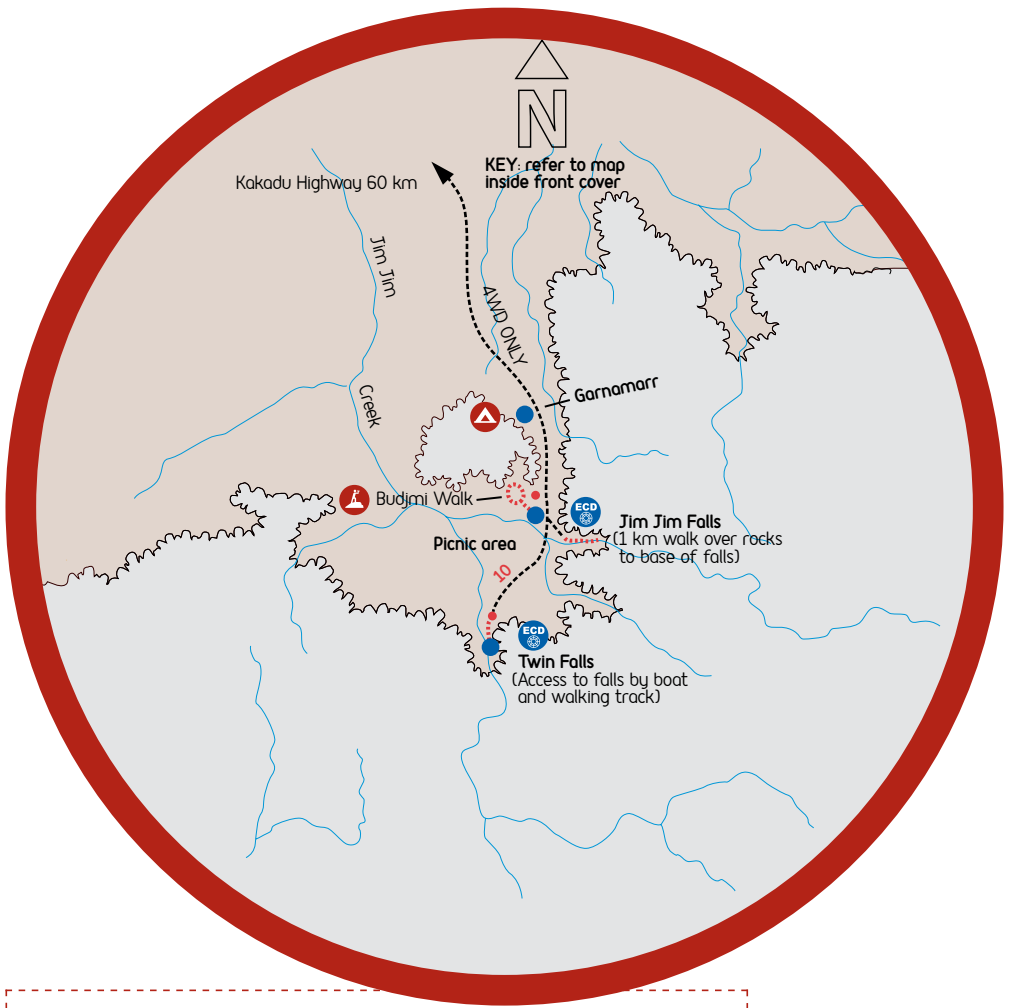 N
KEY: refer to map
inside front cover
Kakadu Highway 60 km
Jim Jim
4WD ONLY
Garnamarr
Creek
Budjmi Walk
ECD
Jim Jim Falls
(1 km walk over rocks
to base of falls)
Picnic area
10
ECD
Twin Falls
(Access to falls by boat
and walking track)